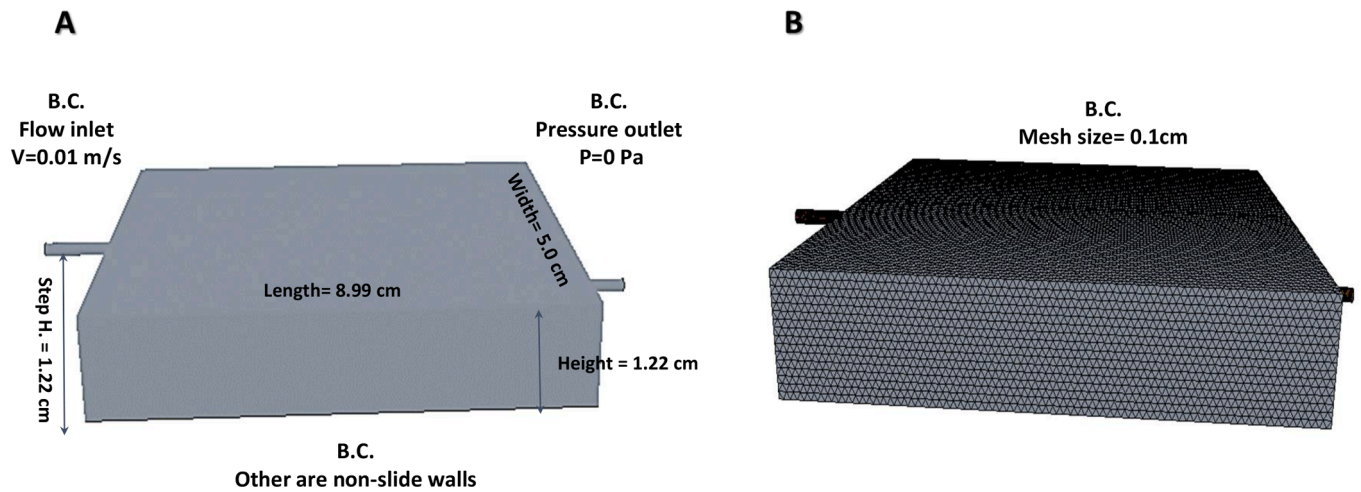 A
B
B.C.
Flow inlet
V=0.01 m/s
B.C.
Pressure outlet
P=0 Pa
B.C.
Mesh size= 0.1cm
Width= 5.0 cm
Length= 8.99 cm
Step H. = 1.22 cm
Height = 1.22 cm
B.C.
Other are non-slide walls